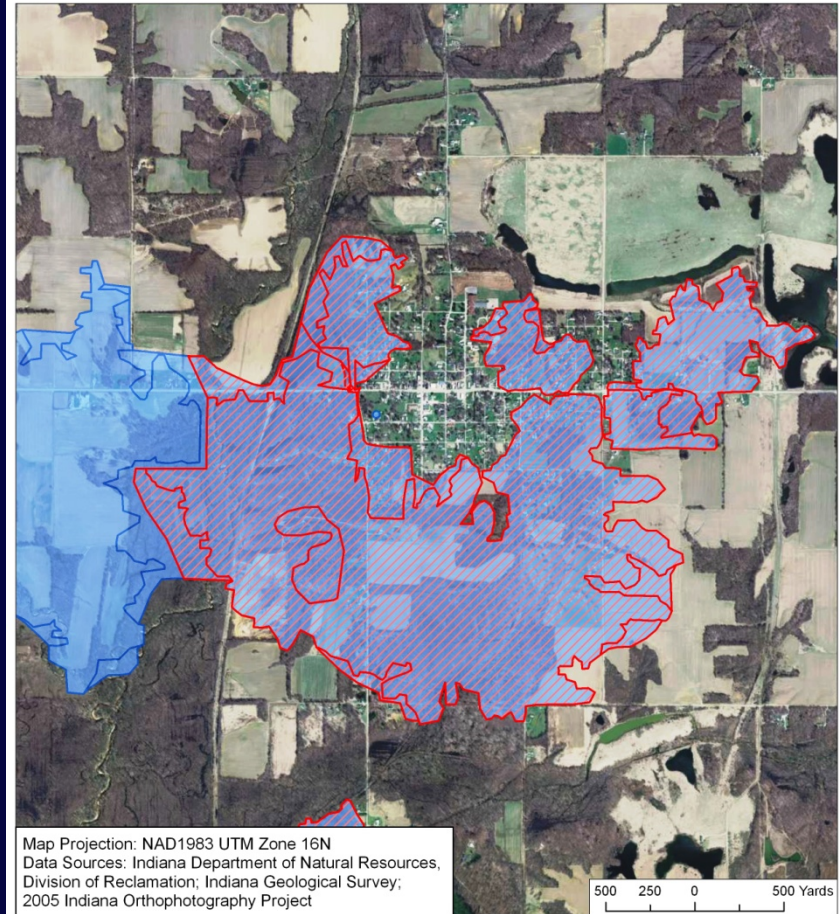 Map Projection: NAD1983 UTM Zone 16N
Data Sources: Indiana Department of Natural Resources,
Division of Reclamation; Indiana Geological Survey;
2005 Indiana Orthophotography Project
500 250 0 500 Yards